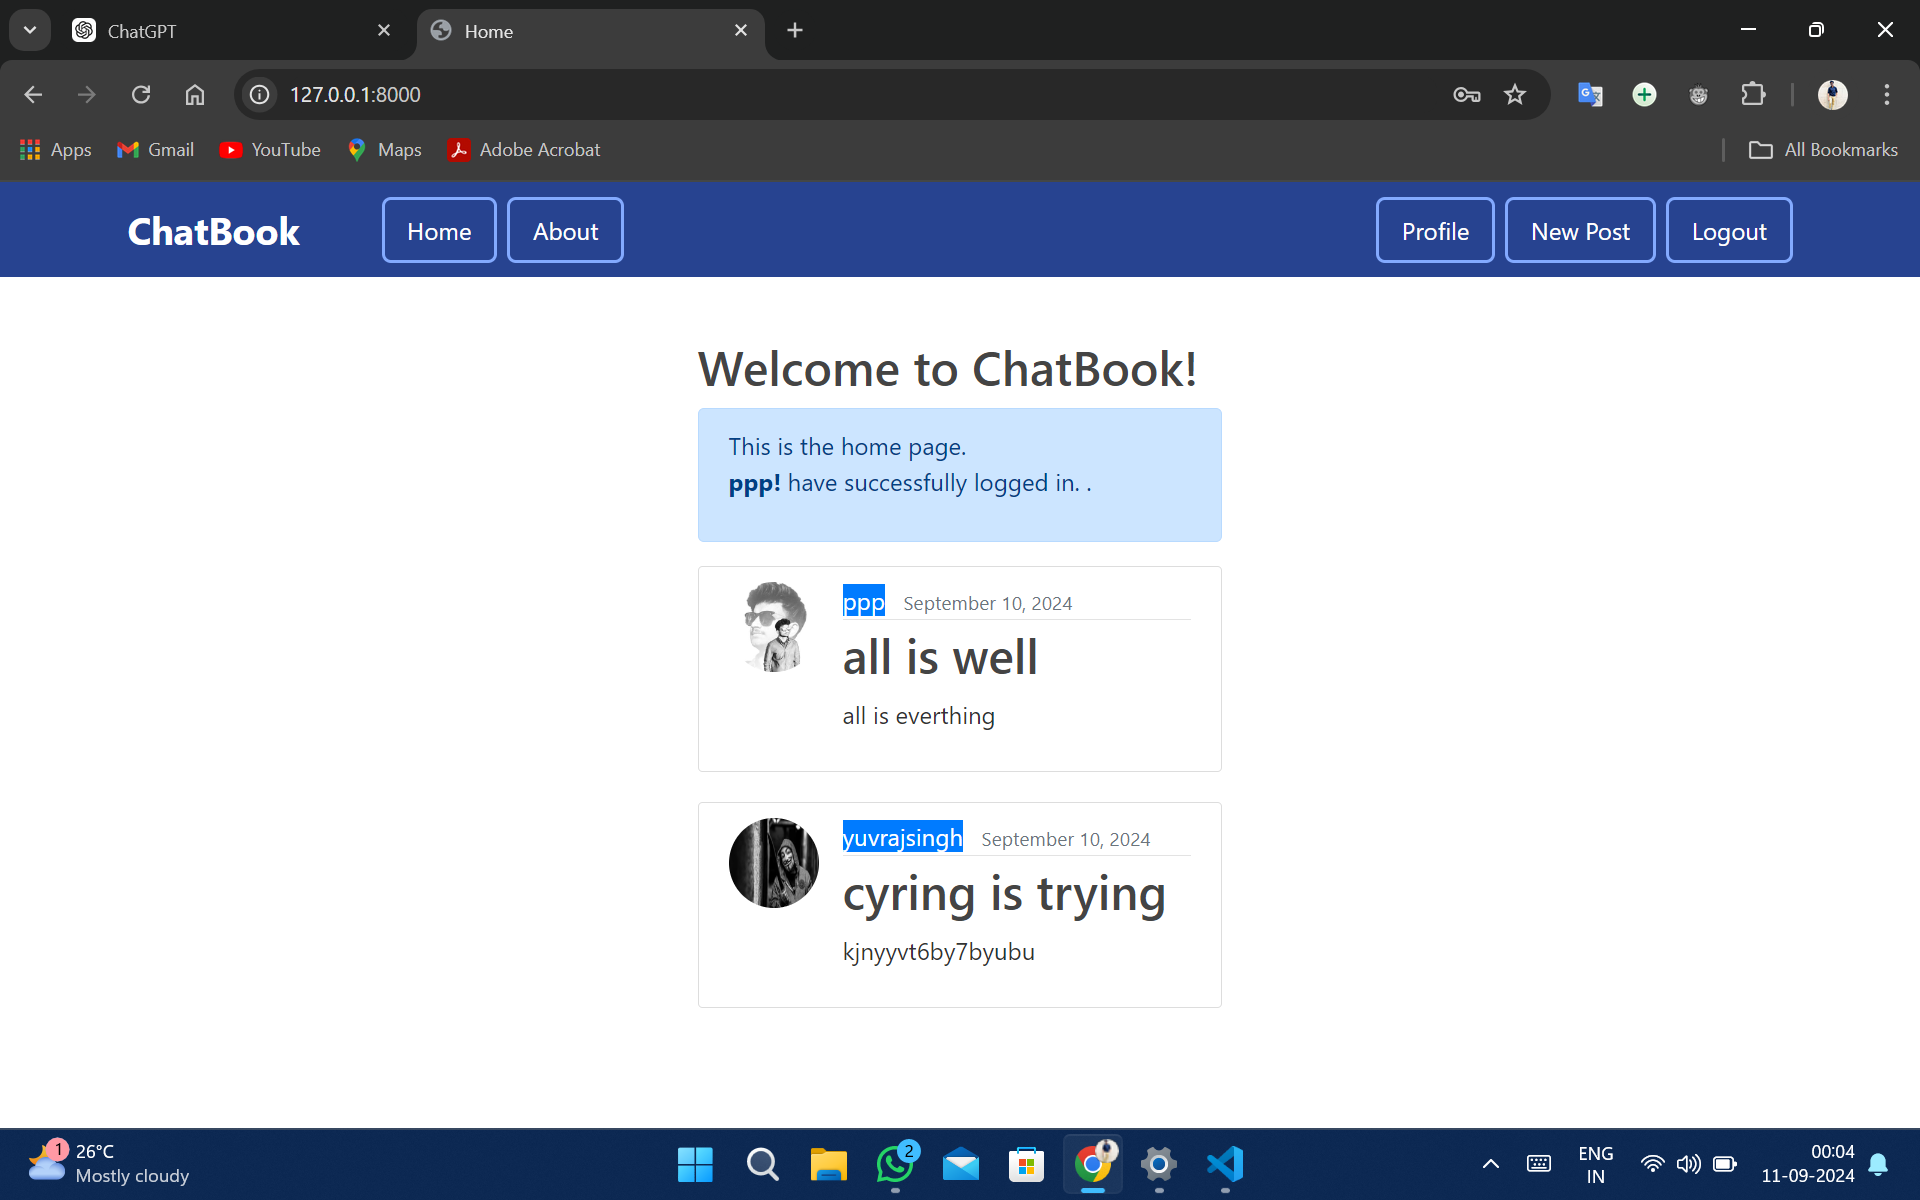 ChatGPT
Home
127.0.0.1:8000
Apps
Gmail
YouTube
Maps
Adobe Acrobat
All Bookmarks
ChatBook
Home
About
Profile
New Post
Logout
Welcome to ChatBook!
This is the home page.
ppp! have successfully logged in. .
ppp September 10, 2024
all is well
all is everthing
yuvrajsingh September 10, 2024
cyring is trying
kjnyyvt6by7byubu
1
26°C
Mostly cloudy
2
ENG
IN
00:04
11-09-2024